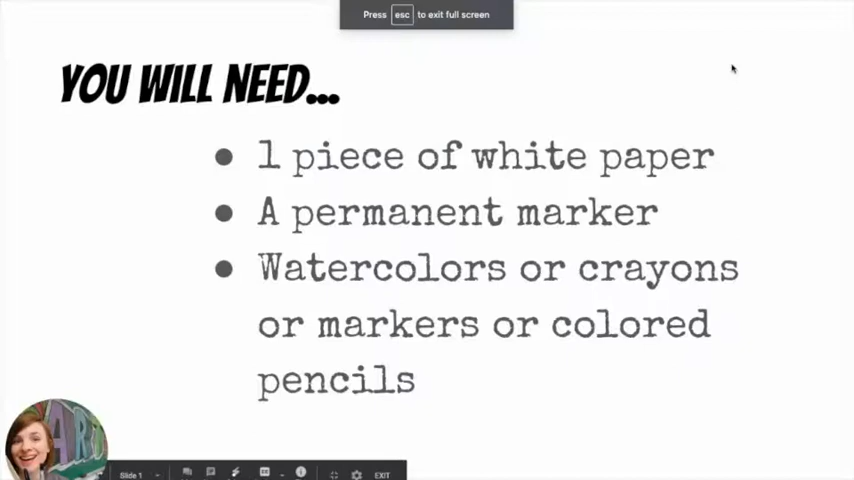 Press esc to exit full screen
YOU WILL NEED...
● 1 piece of white paper
● A permanent marker
● Watercolors or crayons
or markers or colored
pencils
Slide 1
EXIT